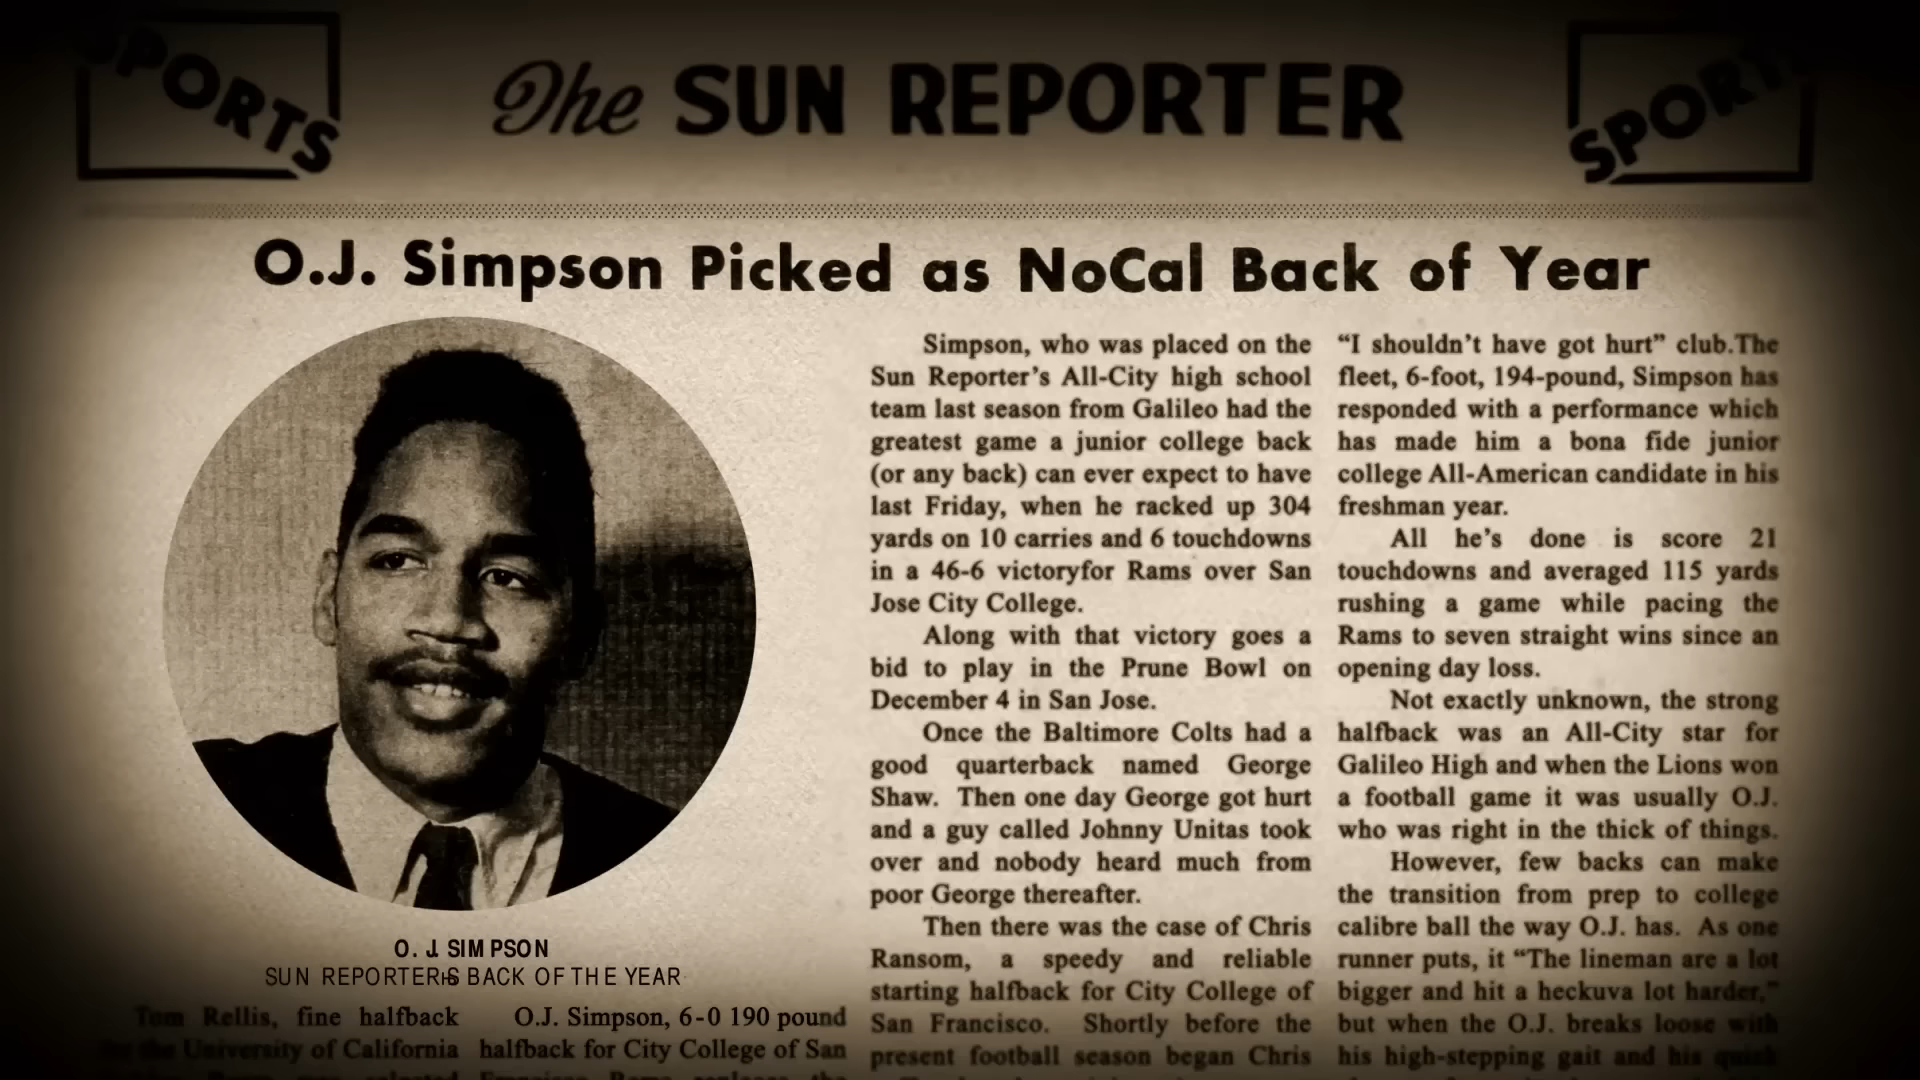 SPORTS
The SUN REPORTER
SPORT
O.J. Simpson Picked as NoCal Back of Year
O. J. SIMPSON
SUN REPORTER'S BACK OF THE YEAR
Tom Rellis, fine halfback
the University of California
O.J. Simpson, 6-0 190 pound
halfback for City College of San
Simpson, who was placed on the
Sun Reporter's All-City high school
team last season from Galileo had the
greatest game a junior college back
(or any back) can ever expect to have
last Friday, when he racked up 304
yards on 10 carries and 6 touchdowns
in a 46-6 victoryfor Rams over San
Jose City College.
Along with that victory goes a
bid to play in the Prune Bowl on
December 4 in San Jose.
Once the Baltimore Colts had a
good quarterback named George
Shaw. Then one day George got hurt
and a guy called Johnny Unitas took
over and nobody heard much from
poor George thereafter.
Then there was the case of Chris
Ransom, a speedy and reliable
starting halfback for City College of
San Francisco. Shortly before the
present football season began Chris
"I shouldn't have got hurt" club.The
fleet, 6-foot, 194-pound, Simpson has
responded with a performance which
has made him a bona fide junior
college All-American candidate in his
freshman year.
All he's done is score 21
touchdowns and averaged 115 yards
rushing a game while pacing the
Rams to seven straight wins since an
opening day loss.
Not exactly unknown, the strong
halfback was an All-City star for
Galileo High and when the Lions won
a football game it was usually O.J.
who was right in the thick of things.
However, few backs can make
the transition from prep to college
calibre ball the way O.J. has. As one
runner puts, it "The lineman are a lot
bigger and hit a heckuva lot harder,"
but when the O.J. breaks loose with
his high-stepping gait and his quick